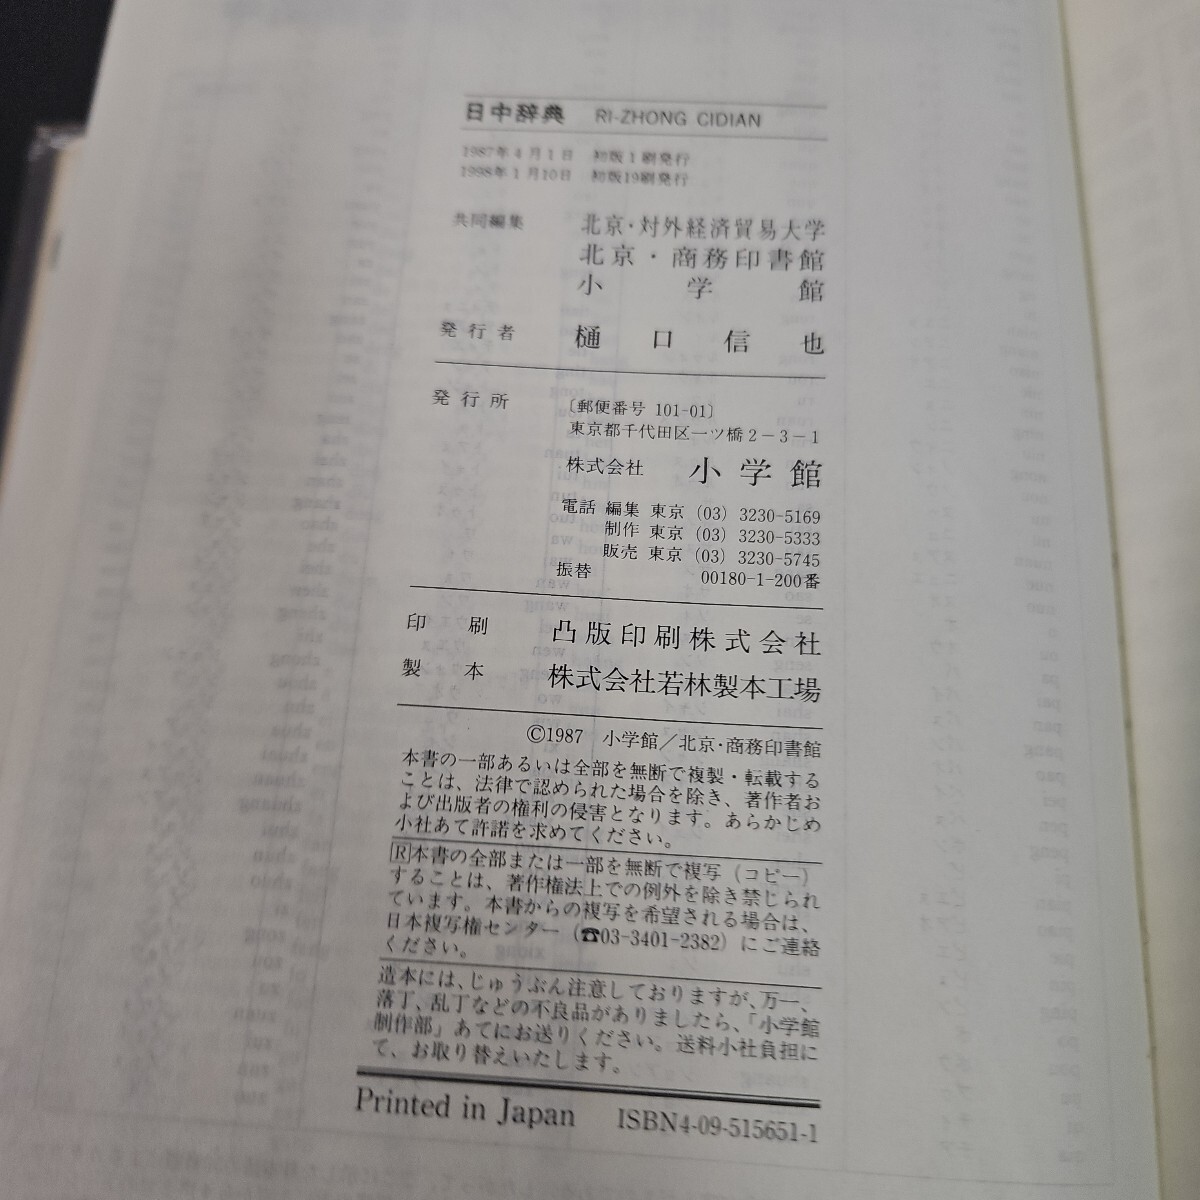 日中辞典 RI-ZHONG CIDIAN
1987年4月1日 初版1刷発行
1998年1月10日 初版19刷発行
共同編集 北京・対外経済貿易大学
北京・商務印書館
小学館
発行者 樋口信也
発行所 〔郵便番号 101-01〕
東京都千代田区一ツ橋2-3-1
株式会社 小学館
電話 編集 東京 (03) 3230-5169
制作 東京 (03) 3230-5333
販売 東京 (03) 3230-5745
振替 00180-1-200番
印刷 凸版印刷株式会社
製本 株式会社若林製本工場
©1987 小学館/北京・商務印書館
本書の一部あるいは全部を無断で複製・転載する
ことは、法律で認められた場合を除き、著作者お
よび出版者の権利の侵害となります。あらかじめ
小社あて許諾を求めてください。
Ⓡ本書の全部または一部を無断で複写(コピー)
することは、著作権法上での例外を除き禁じられ
ています。本書からの複写を希望される場合は、
日本複写権センター(☎03-3401-2382)にご連絡
ください。
造本には、じゅうぶん注意しておりますが、万一、
落丁、乱丁などの不良品がありましたら、「小学館
制作部」あてにお送りください。送料小社負担に
て、お取り替えいたします。
Printed in Japan ISBN4-09-515651-1